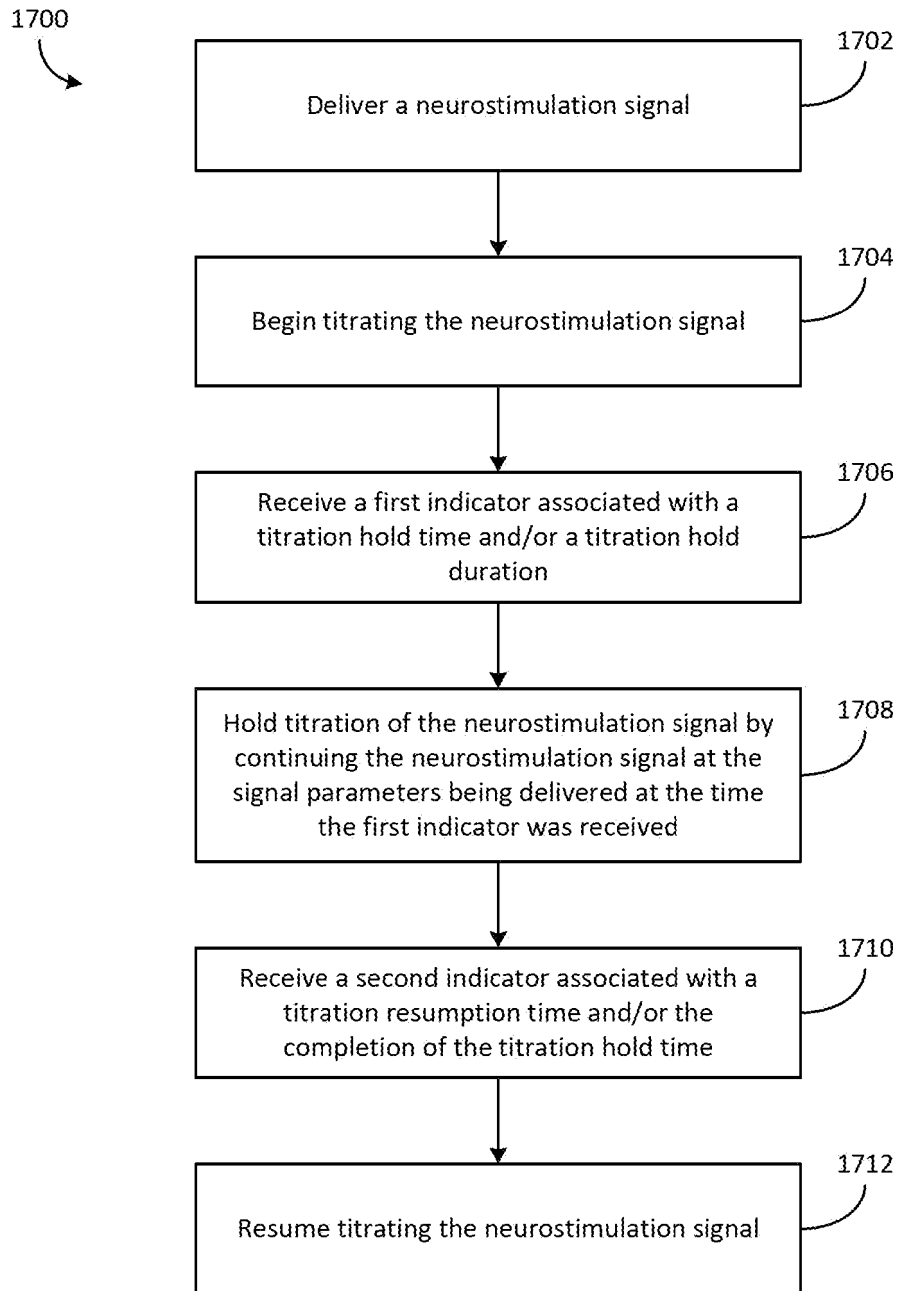 1700
1702
Deliver a neurostimulation signal
1704
Begin titrating the neurostimulation signal
1706
Receive a first indicator associated with a
titration hold time and/or a titration hold
duration
1708
Hold titration of the neurostimulation signal by
continuing the neurostimulation signal at the
signal parameters being delivered at the time
the first indicator was received
1710
Receive a second indicator associated with a
titration resumption time and/or the
completion of the titration hold time
1712
Resume titrating the neurostimulation signal